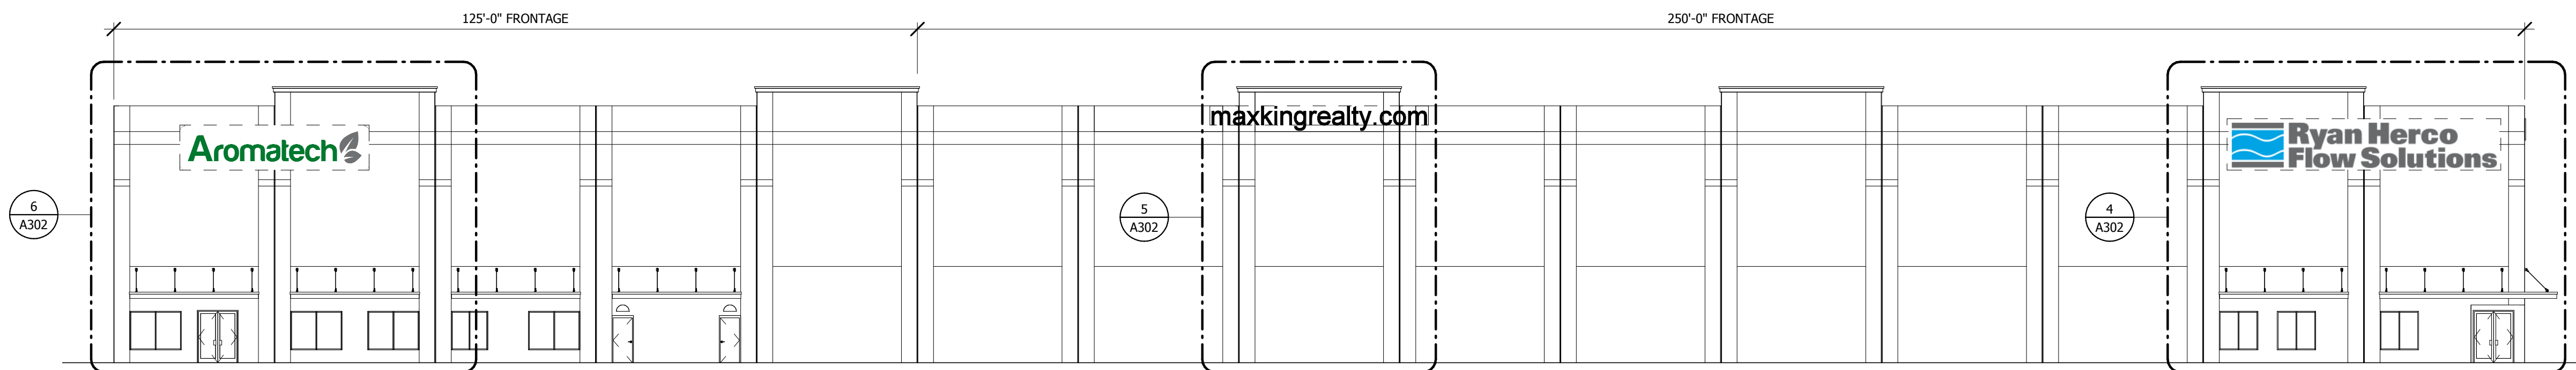 125'-0" FRONTAGE
250'-0" FRONTAGE
Aromatech
maxkingrealty.com
Ryan Herco
Flow Solutions
6
A302
5
A302
4
A302